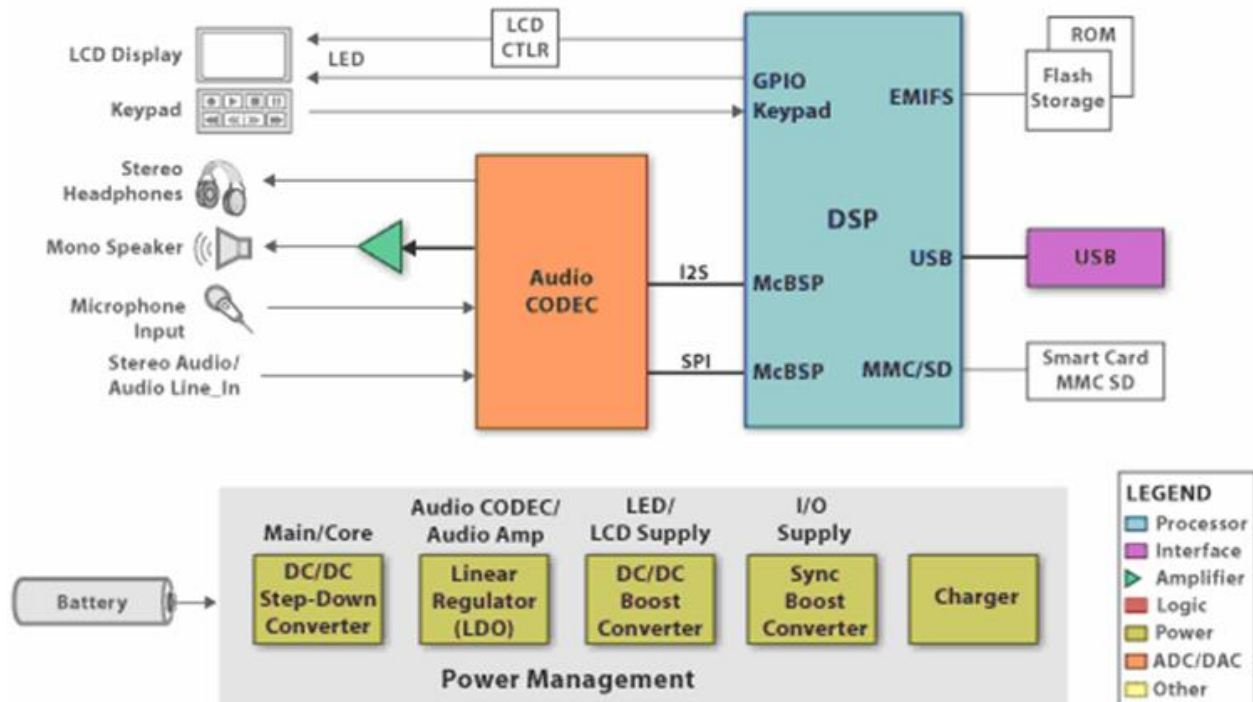 LCD Display
LED
LCD
CTLR
Keypad
GPIO
Keypad
EMIFS
ROM
Flash
Storage
Stereo
Headphones
Mono Speaker
Microphone
Input
Stereo Audio/
Audio Line_In
Audio
CODEC
I2S
SPI
McBSP
McBSP
DSP
USB
MMC/SD
USB
Smart Card
MMC SD
Battery
Main/Core
DC/DC
Step-Down
Converter
Audio CODEC/
Audio Amp
Linear
Regulator
(LDO)
LED/
LCD Supply
DC/DC
Boost
Converter
I/O
Supply
Sync
Boost
Converter
Charger
Power Management
LEGEND
Processor
Interface
Amplifier
Logic
Power
ADC/DAC
Other